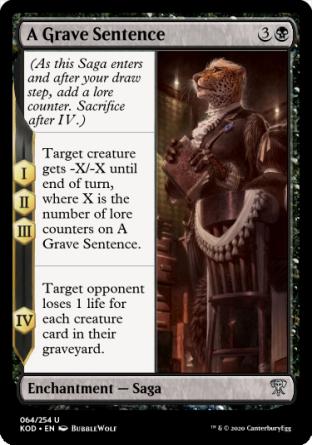 A Grave Sentence 3
(As this Saga enters
and after your draw
step, add a lore
counter. Sacrifice
after IV.)
I
II
III
Target creature
gets -X/-X until
end of turn,
where X is the
number of lore
counters on A
Grave Sentence.
IV
Target opponent
loses 1 life for
each creature
card in their
graveyard.
Enchantment — Saga
064/254 U
KOD • EN BubbleWolf
™ & © 2020 CanterburyEgg